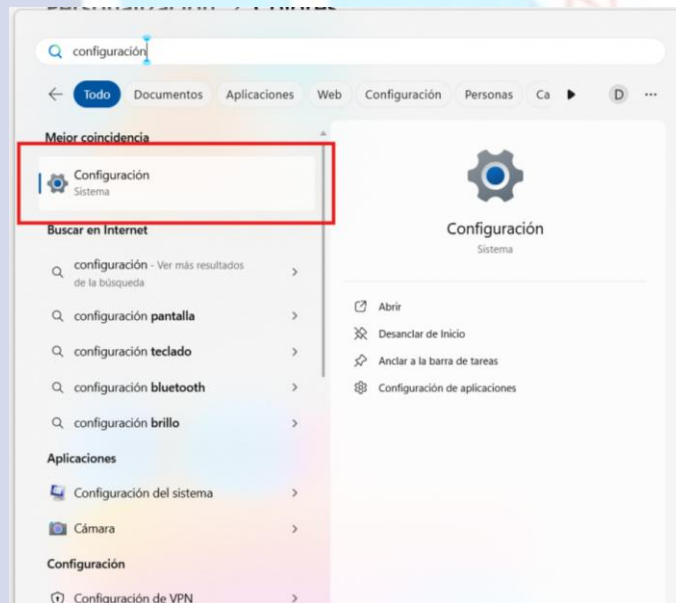 Personalización > Colores
configuración
Todo Documentos Aplicaciones Web Configuración Personas Ca D ...
Mejor coincidencia
Configuración
Sistema
Buscar en Internet
configuración - Ver más resultados
de la búsqueda
configuración pantalla
configuración teclado
configuración bluetooth
configuración brillo
Aplicaciones
Configuración del sistema
Cámara
Configuración
Configuración de VPN
Configuración
Sistema
Abrir
Desanclar de Inicio
Anclar a la barra de tareas
Configuración de aplicaciones